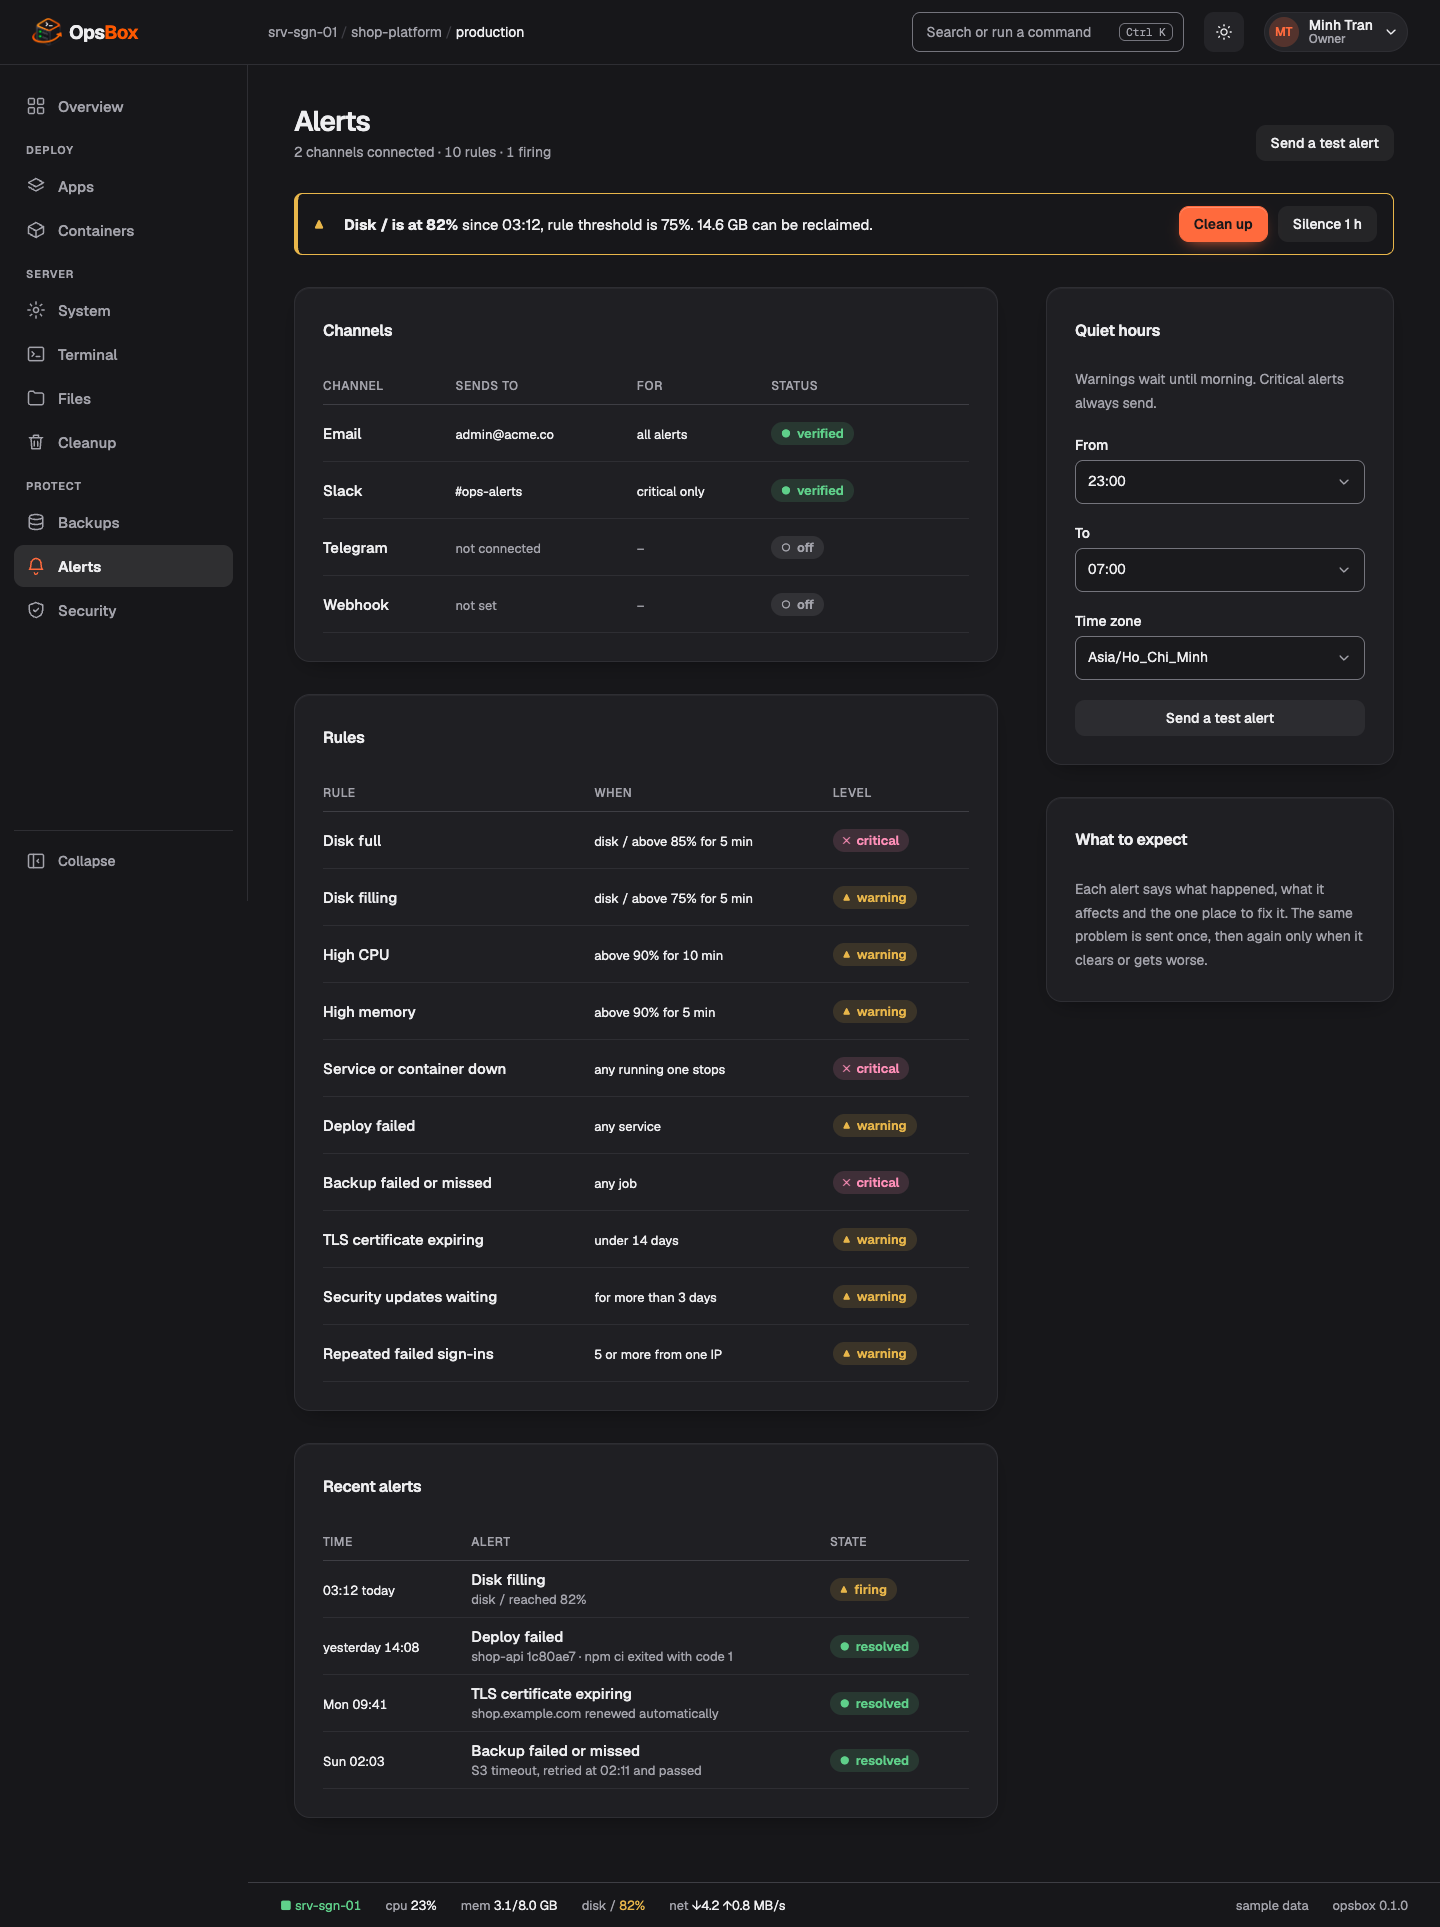 OpsBox
srv-sgn-01 / shop-platform / production
Search or run a command
Ctrl K
MT
Minh Tran
Owner
Overview
DEPLOY
Apps
Containers
SERVER
System
Terminal
Files
Cleanup
PROTECT
Backups
Alerts
Security
Collapse
Alerts
2 channels connected · 10 rules · 1 firing
Send a test alert
Disk / is at 82% since 03:12, rule threshold is 75%. 14.6 GB can be reclaimed.
Clean up
Silence 1 h
Channels
CHANNEL SENDS TO FOR STATUS
Email admin@acme.co all alerts verified
Slack #ops-alerts critical only verified
Telegram not connected – off
Webhook not set – off
Rules
RULE WHEN LEVEL
Disk full disk / above 85% for 5 min critical
Disk filling disk / above 75% for 5 min warning
High CPU above 90% for 10 min warning
High memory above 90% for 5 min warning
Service or container down any running one stops critical
Deploy failed any service warning
Backup failed or missed any job critical
TLS certificate expiring under 14 days warning
Security updates waiting for more than 3 days warning
Repeated failed sign-ins 5 or more from one IP warning
Recent alerts
TIME ALERT STATE
03:12 today Disk filling firing
disk / reached 82%
yesterday 14:08 Deploy failed resolved
shop-api 1c80ae7 · npm ci exited with code 1
Mon 09:41 TLS certificate expiring resolved
shop.example.com renewed automatically
Sun 02:03 Backup failed or missed resolved
S3 timeout, retried at 02:11 and passed
Quiet hours
Warnings wait until morning. Critical alerts
always send.
From
23:00
To
07:00
Time zone
Asia/Ho_Chi_Minh
Send a test alert
What to expect
Each alert says what happened, what it
affects and the one place to fix it. The same
problem is sent once, then again only when it
clears or gets worse.
srv-sgn-01 cpu 23% mem 3.1/8.0 GB disk / 82% net ↓4.2 ↑0.8 MB/s sample data opsbox 0.1.0